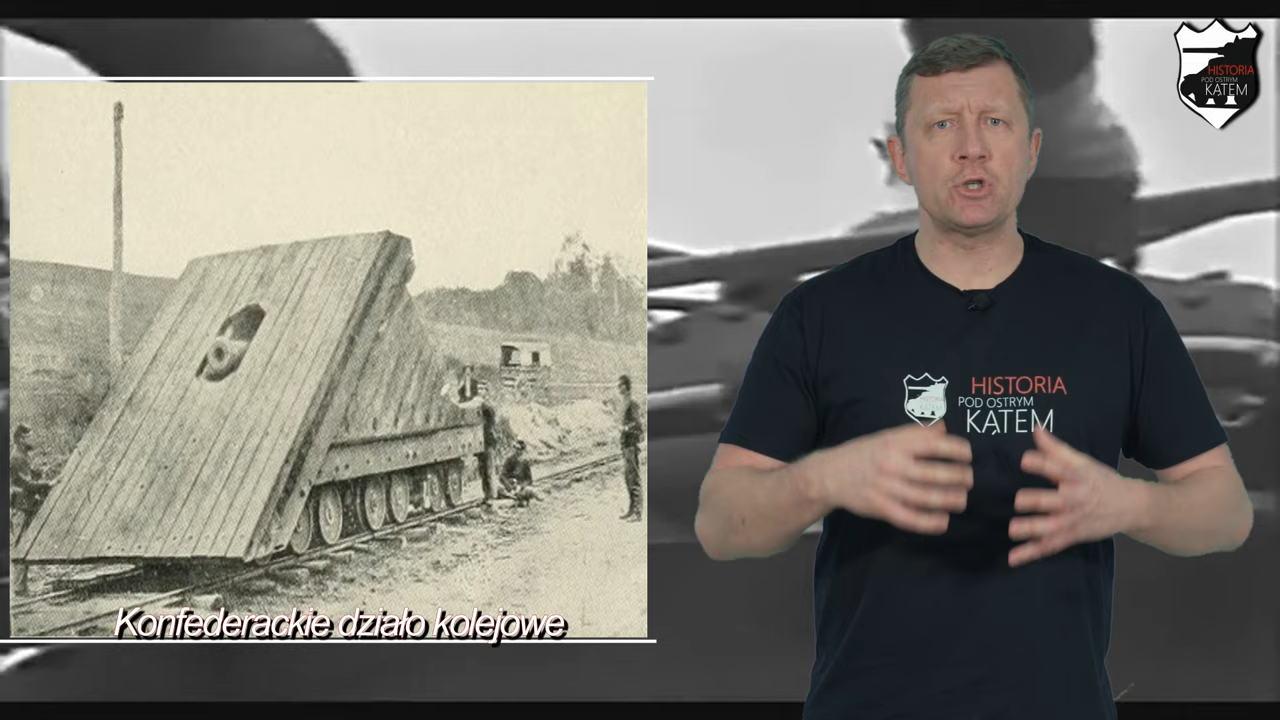 HISTORIA
POD OSTRYM
KĄTEM
HISTORIA
POD OSTRYM
KĄTEM
Konfederackie działo kolejowe